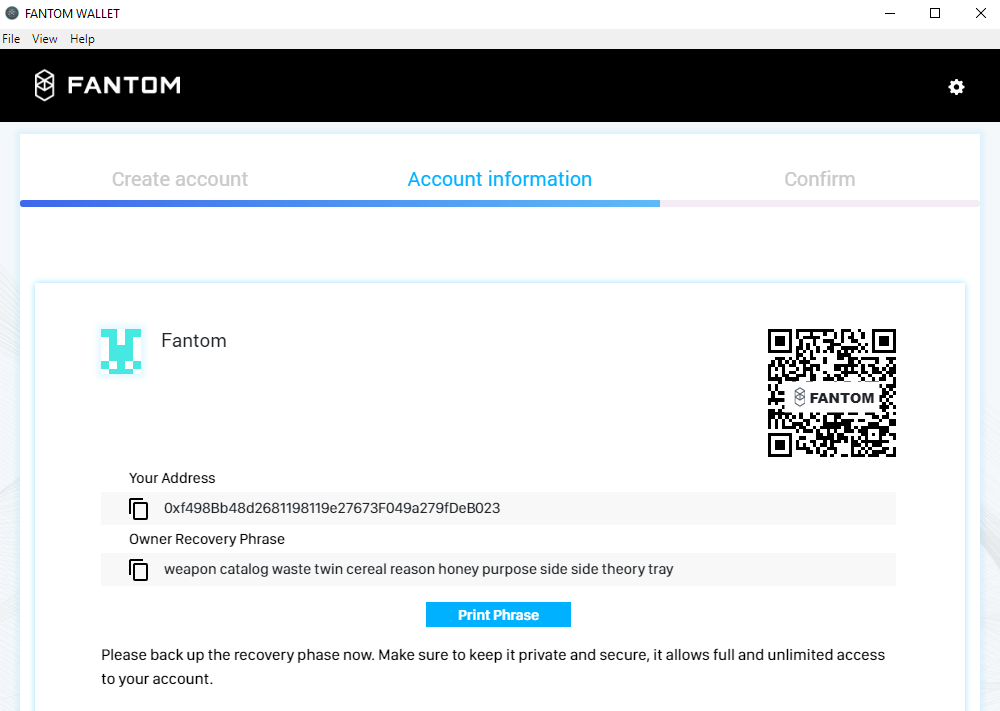 FANTOM WALLET
File View Help
FANTOM
Create account
Account information
Confirm
Fantom
FANTOM
Your Address
0xf498Bb48d2681198119e27673F049a279fDeB023
Owner Recovery Phrase
weapon catalog waste twin cereal reason honey purpose side side theory tray
Print Phrase
Please back up the recovery phase now. Make sure to keep it private and secure, it allows full and unlimited access
to your account.